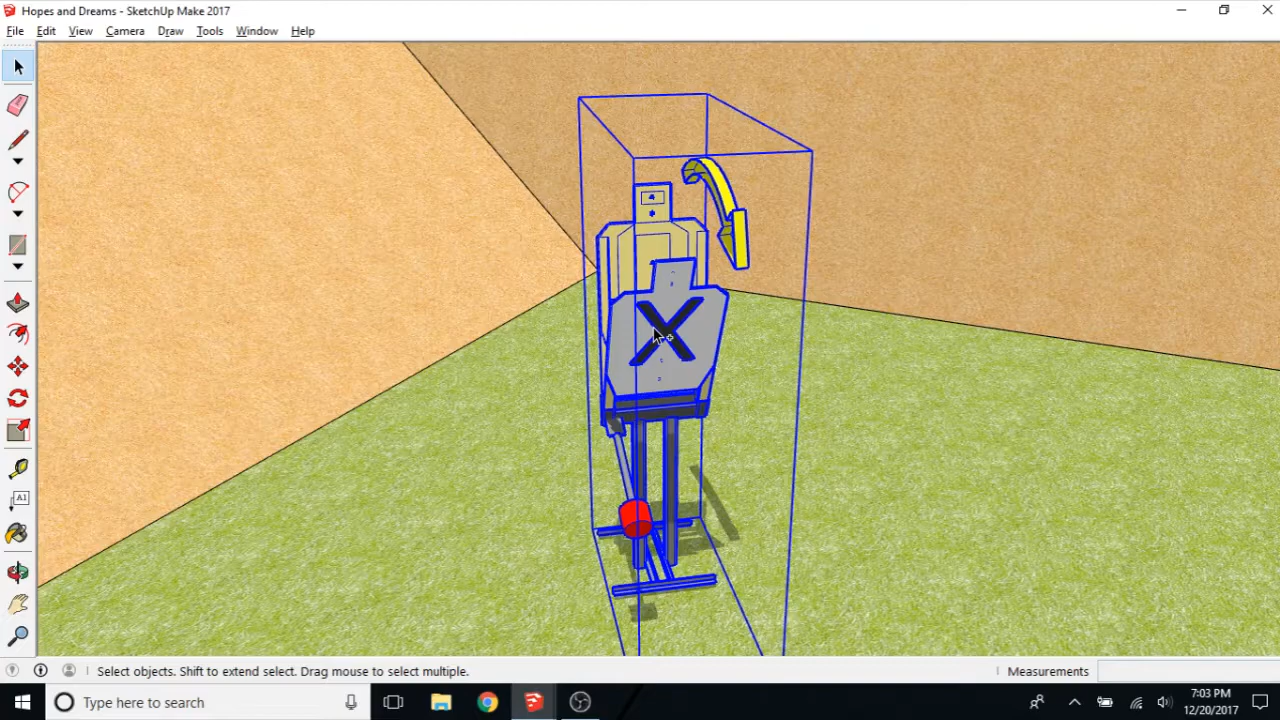 Hopes and Dreams - SketchUp Make 2017
File Edit View Camera Draw Tools Window Help
X
A1
Select objects. Shift to extend select. Drag mouse to select multiple.
Measurements
Type here to search
7:03 PM
12/20/2017